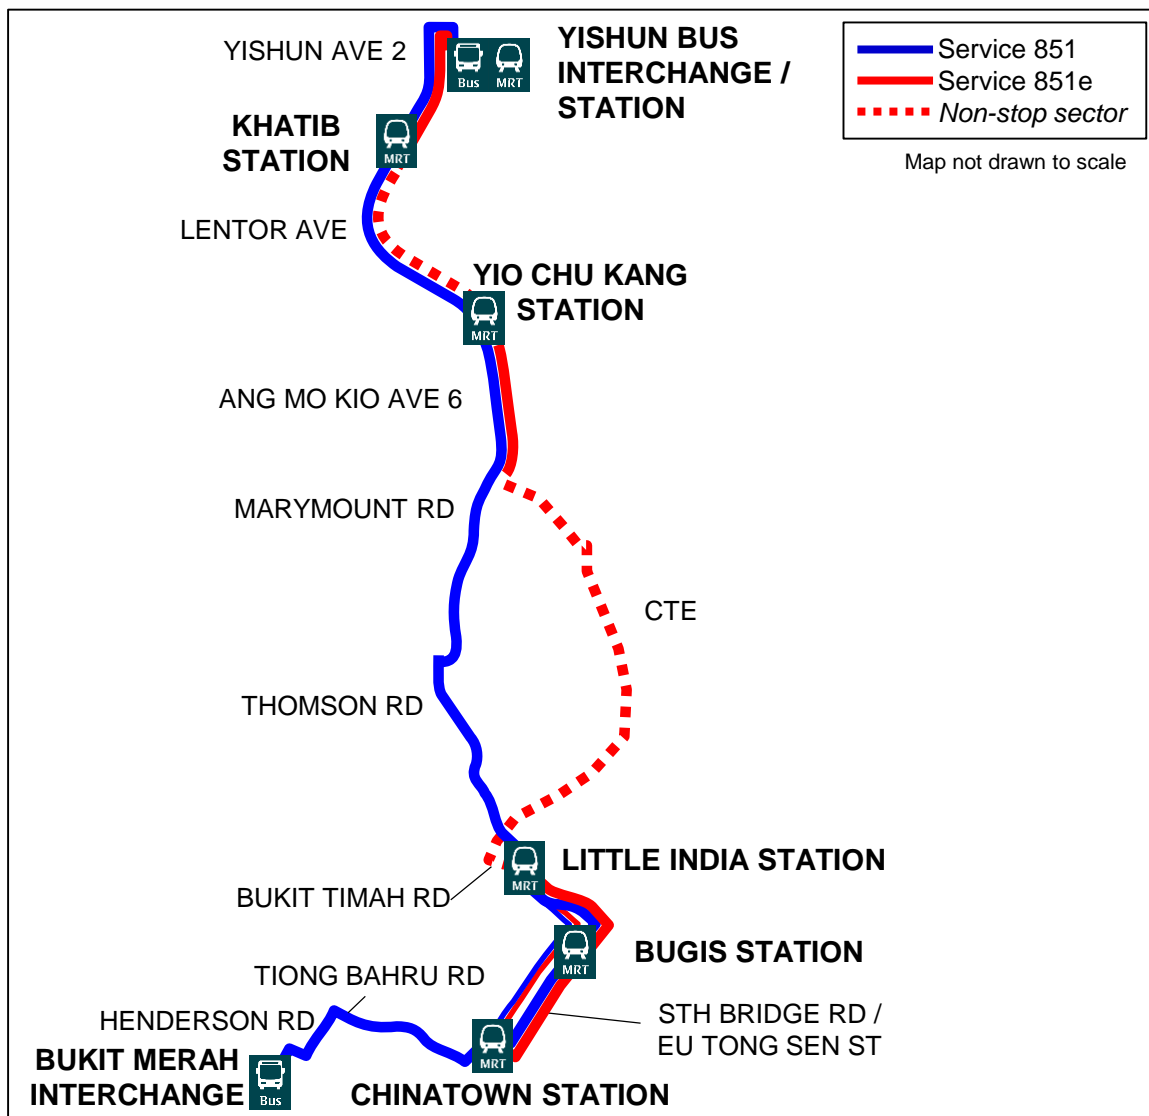 YISHUN AVE 2
YISHUN BUS
INTERCHANGE /
STATION
Bus
MRT
Service 851
Service 851e
Non-stop sector
Map not drawn to scale
KHATIB
STATION
MRT
LENTOR AVE
YIO CHU KANG
STATION
MRT
ANG MO KIO AVE 6
MARYMOUNT RD
CTE
THOMSON RD
LITTLE INDIA STATION
MRT
BUKIT TIMAH RD
BUGIS STATION
MRT
TIONG BAHRU RD
HENDERSON RD
STH BRIDGE RD /
EU TONG SEN ST
BUKIT MERAH
INTERCHANGE
Bus
MRT
CHINATOWN STATION